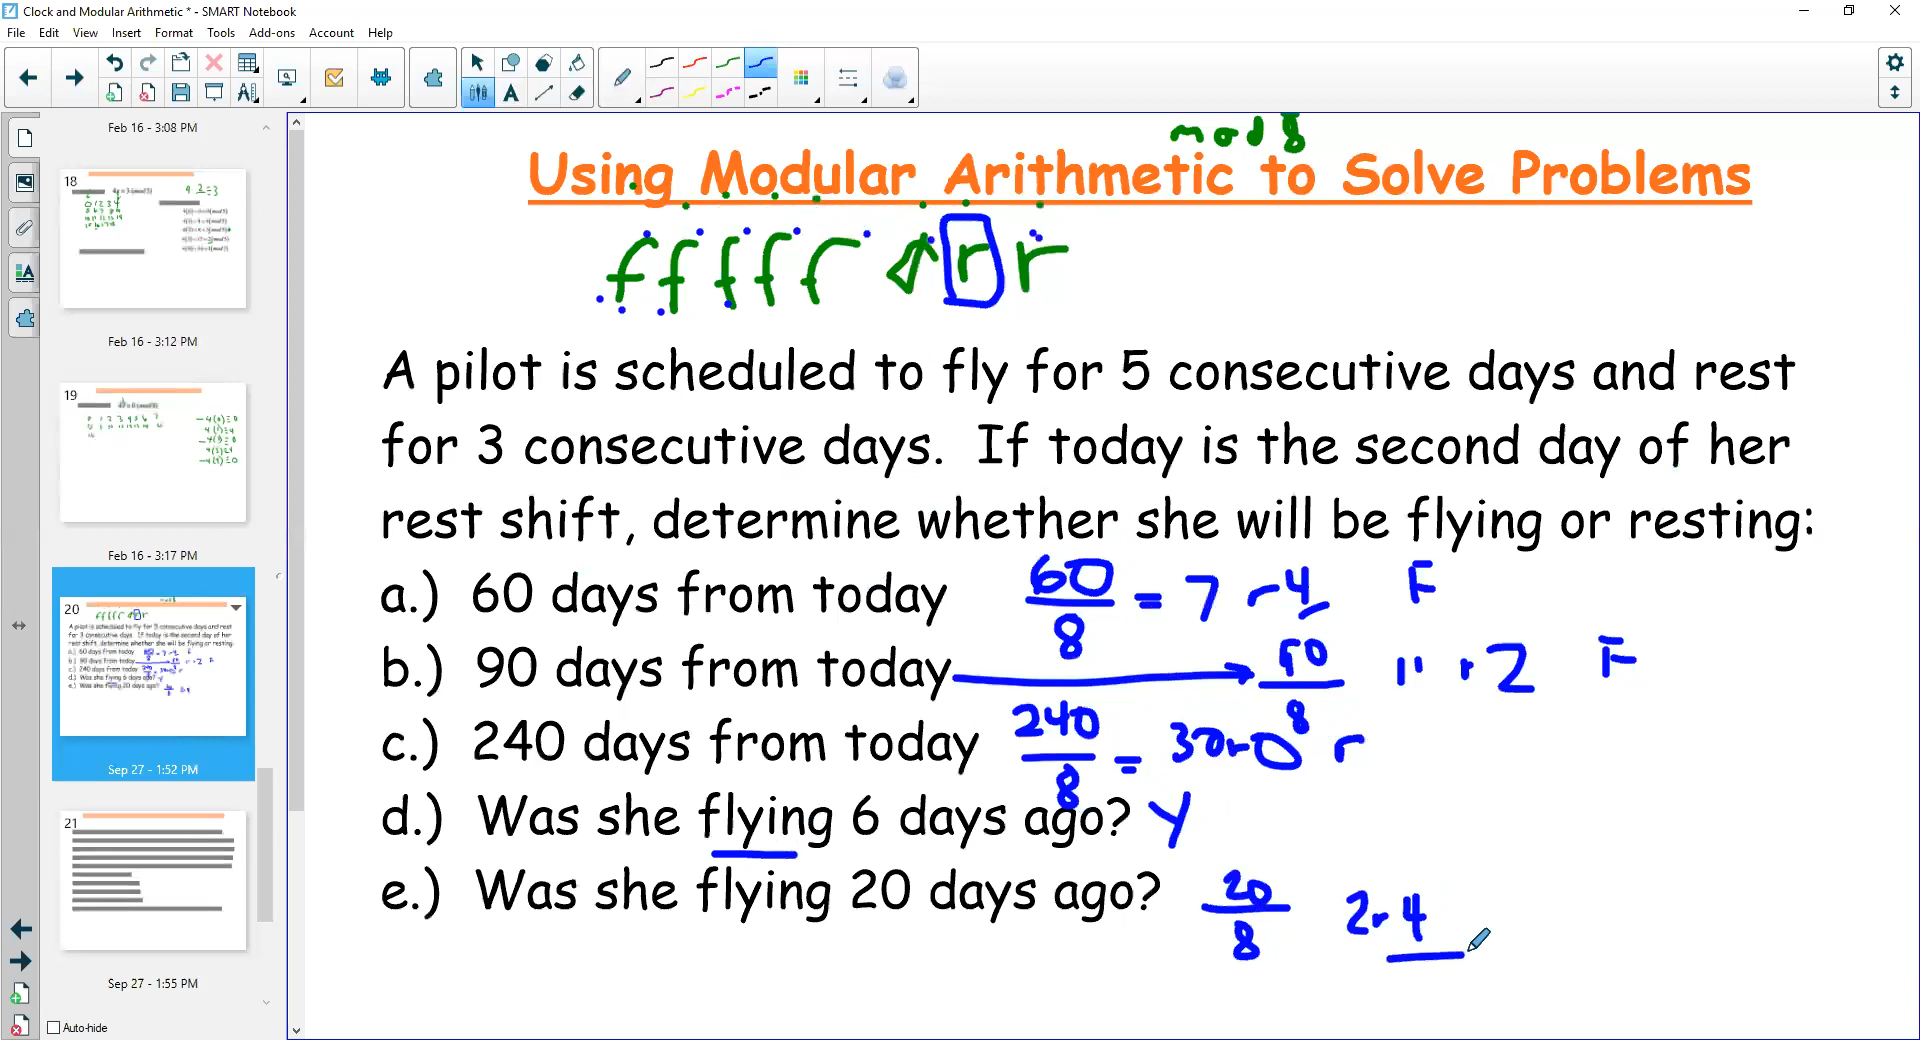 Clock and Modular Arithmetic * - SMART Notebook
File Edit View Insert Format Tools Add-ons Account Help
Feb 16 - 3:08 PM
18
Feb 16 - 3:12 PM
19
Feb 16 - 3:17 PM
20
Sep 27 - 1:52 PM
21
Sep 27 - 1:55 PM
Auto-hide
mod 8
Using Modular Arithmetic to Solve Problems
f f f f f r r r
A pilot is scheduled to fly for 5 consecutive days and rest
for 3 consecutive days. If today is the second day of her
rest shift, determine whether she will be flying or resting:
a.) 60 days from today 60/8 = 7 r 4 F
b.) 90 days from today 90/8 11 r 2 F
c.) 240 days from today 240/8 = 30 r 0 r
d.) Was she flying 6 days ago? Y
e.) Was she flying 20 days ago? 20/8 2 r 4